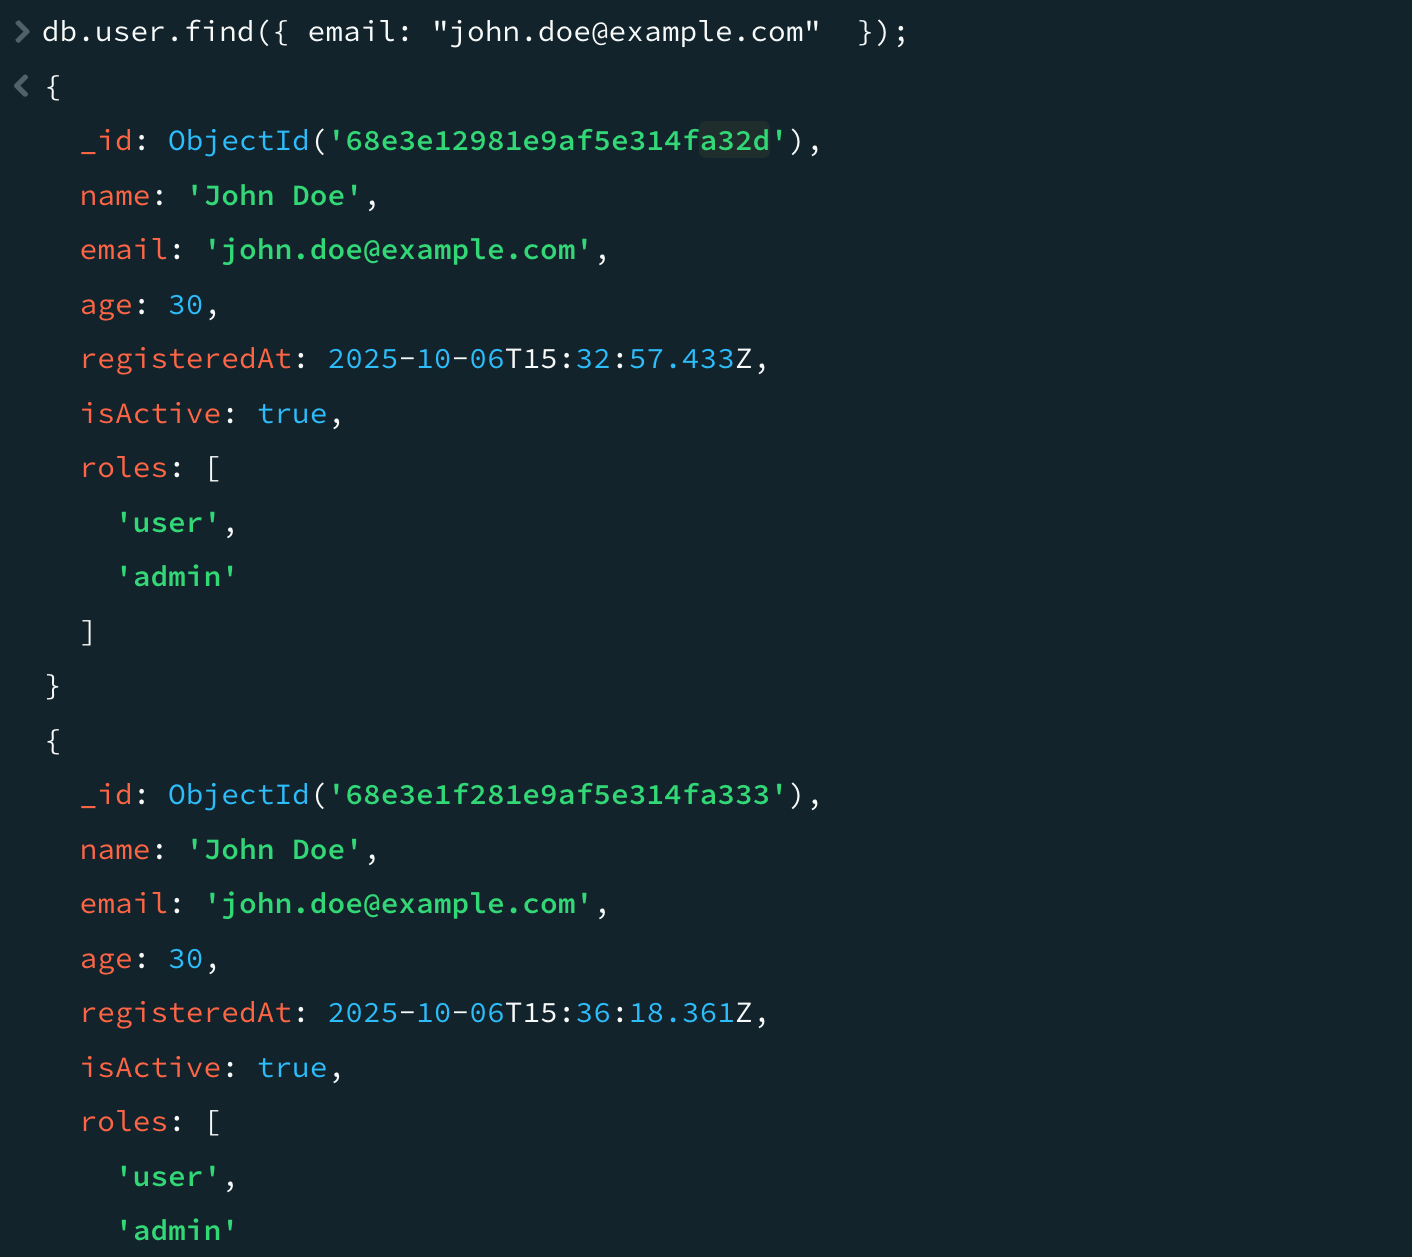 db.user.find({ email: "john.doe@example.com"  });
{
  _id: ObjectId('68e3e12981e9af5e314fa32d'),
  name: 'John Doe',
  email: 'john.doe@example.com',
  age: 30,
  registeredAt: 2025-10-06T15:32:57.433Z,
  isActive: true,
  roles: [
    'user',
    'admin'
  ]
}
{
  _id: ObjectId('68e3e1f281e9af5e314fa333'),
  name: 'John Doe',
  email: 'john.doe@example.com',
  age: 30,
  registeredAt: 2025-10-06T15:36:18.361Z,
  isActive: true,
  roles: [
    'user',
    'admin'